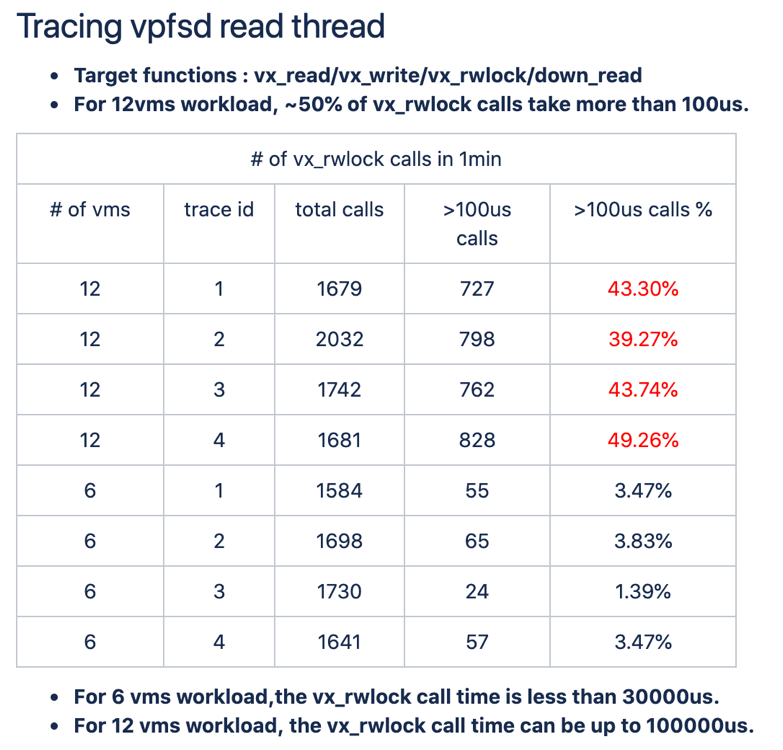 Tracing vpfsd read thread
• Target functions : vx_read/vx_write/vx_rwlock/down_read
• For 12vms workload, ~50% of vx_rwlock calls take more than 100us.
# of vx_rwlock calls in 1min
# of vms trace id total calls >100us calls >100us calls %
12 1 1679 727 43.30%
12 2 2032 798 39.27%
12 3 1742 762 43.74%
12 4 1681 828 49.26%
6 1 1584 55 3.47%
6 2 1698 65 3.83%
6 3 1730 24 1.39%
6 4 1641 57 3.47%
• For 6 vms workload,the vx_rwlock call time is less than 30000us.
• For 12 vms workload, the vx_rwlock call time can be up to 100000us.